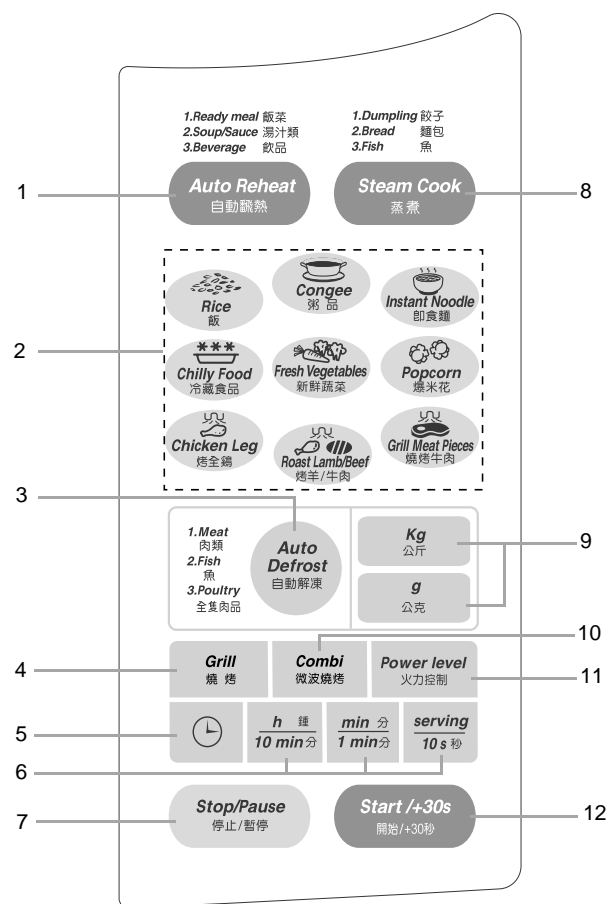 1.Ready meal 飯菜
2.Soup/Sauce 湯汁類
3.Beverage 飲品
1.Dumpling 餃子
2.Bread 麵包
3.Fish 魚
1
Auto Reheat
自動翻熱
Steam Cook
蒸煮
8
2
Rice
飯
Congee
粥品
Instant Noodle
即食麵
Chilly Food
冷藏食品
Fresh Vegetables
新鮮蔬菜
Popcorn
爆米花
Chicken Leg
烤全鷄
Roast Lamb/Beef
烤羊/牛肉
Grill Meat Pieces
燒烤牛肉
3
1.Meat
肉類
2.Fish
魚
3.Poultry
全隻肉品
Auto
Defrost
自動解凍
Kg
公斤
g
公克
9
10
4
Grill
燒 烤
Combi
微波燒烤
Power level
火力控制
11
5
h 鍾
10 min 分
min 分
1 min 分
serving
10 s 秒
6
7
Stop/Pause
停止/暫停
Start /+30s
開始/+30秒
12